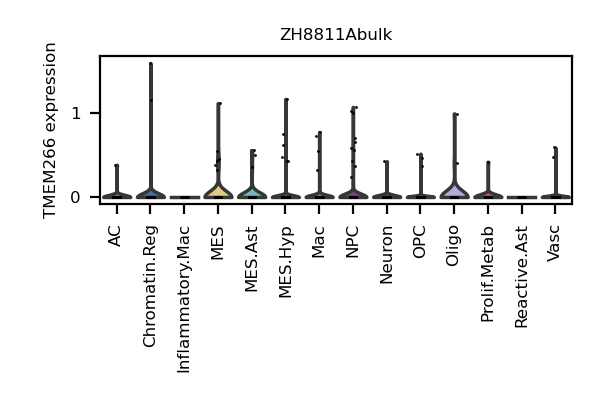 ZH8811Abulk
TMEM266 expression
1
0
AC
Chromatin.Reg
Inflammatory.Mac
MES
MES.Ast
MES.Hyp
Mac
NPC
Neuron
OPC
Oligo
Prolif.Metab
Reactive.Ast
Vasc